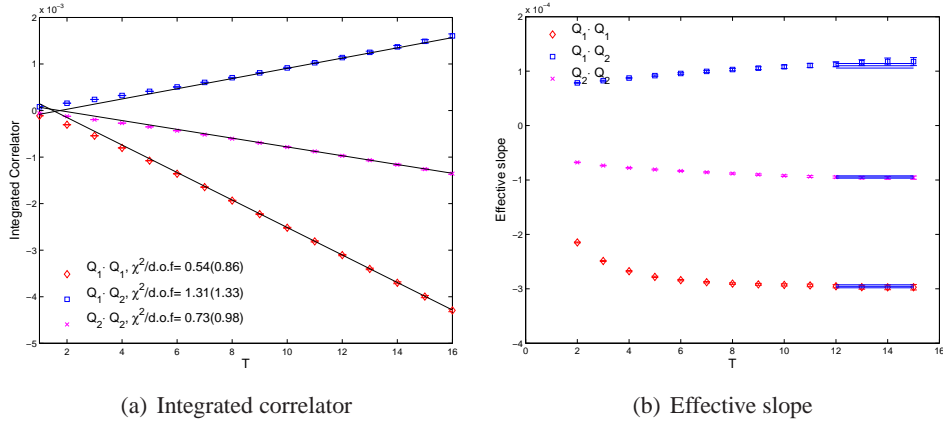 x 10⁻³
2
1
0
−1
−2
−3
−4
−5
Integrated Correlator
2 4 6 8 10 12 14 16
T
Q₁· Q₁, χ²/d.o.f= 0.54(0.86)
Q₁· Q₂, χ²/d.o.f= 1.31(1.33)
Q₂· Q₂, χ²/d.o.f= 0.73(0.98)
(a) Integrated correlator
x 10⁻⁴
2
1
0
−1
−2
−3
−4
Effective slope
0 2 4 6 8 10 12 14 16
T
Q₁· Q₁
Q₁· Q₂
Q₂· Q₂
(b) Effective slope